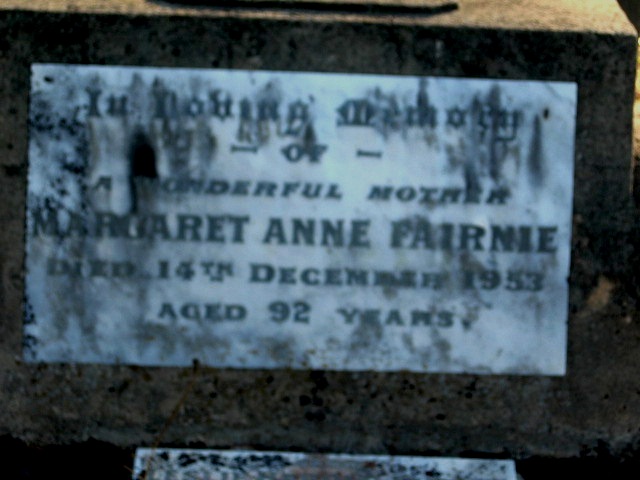 In Loving Memory
— OF —
A WONDERFUL MOTHER
MARGARET ANNE FAIRNIE
DIED 14TH DECEMBER 1953
AGED 92 YEARS.